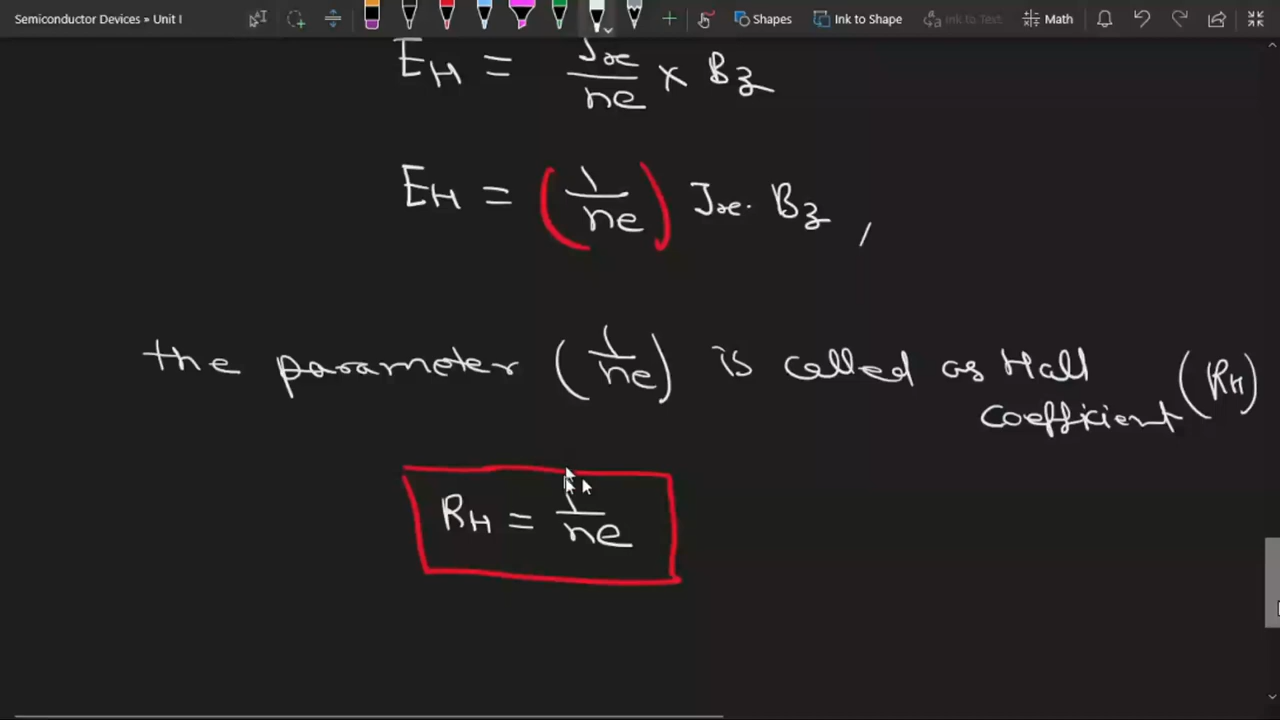 Semiconductor Devices » Unit I
Shapes
Ink to Shape
Ink to Text
Math
EH = Jx/ne × Bz
EH = (1/ne) Jx. Bz,
the parameter (1/ne) is called as Hall coefficient (RH)
RH = 1/ne